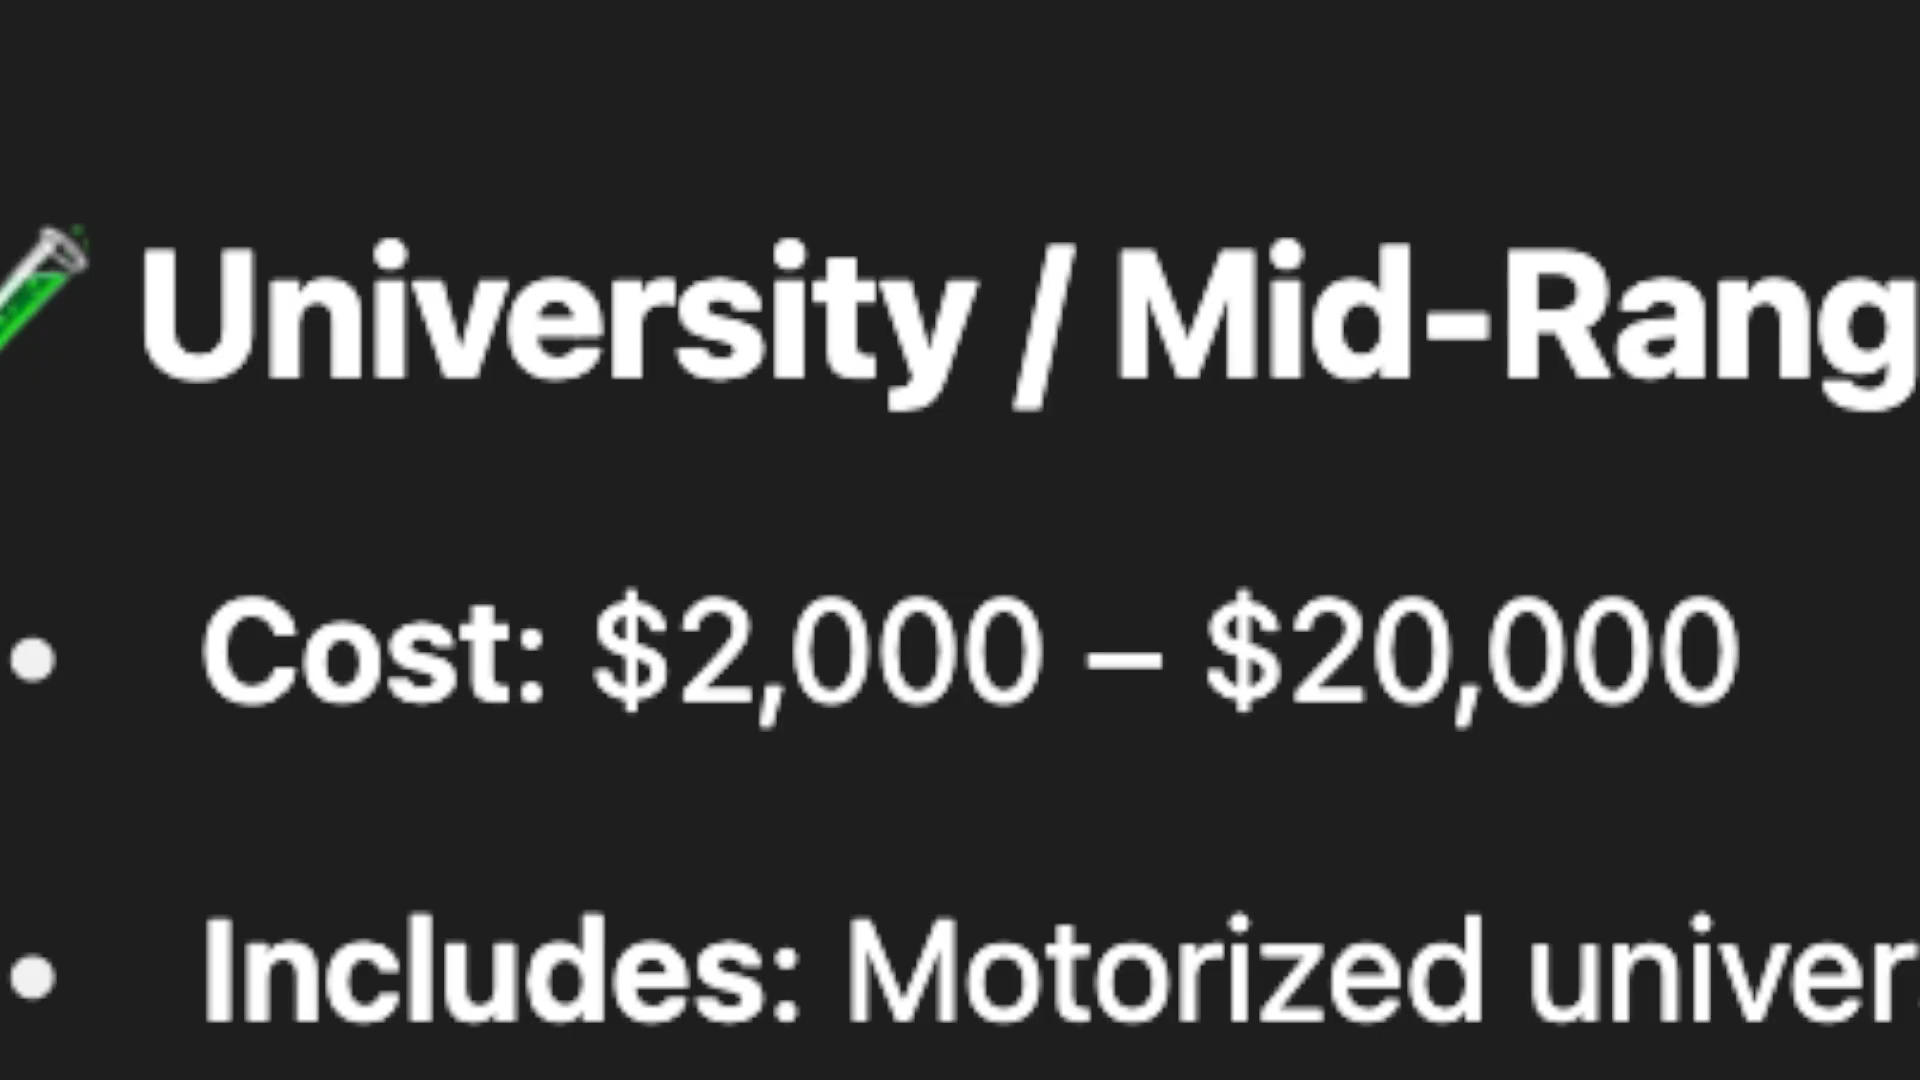 University / Mid-Rang
• Cost: $2,000 – $20,000
• Includes: Motorized univer